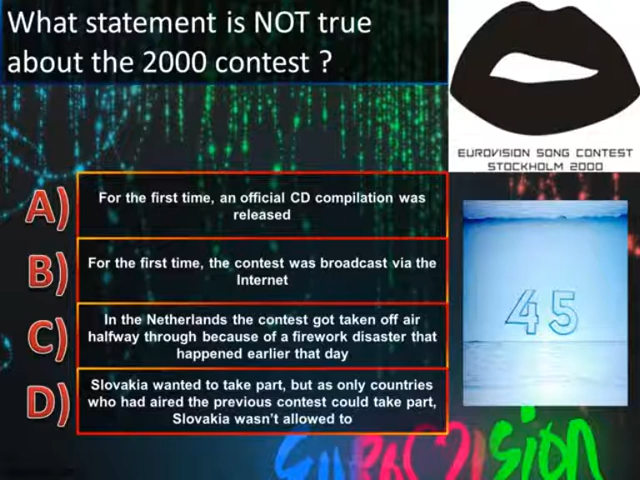 What statement is NOT true
about the 2000 contest ?
EUROVISION SONG CONTEST
STOCKHOLM 2000
A)
For the first time, an official CD compilation was
released
B)
For the first time, the contest was broadcast via the
Internet
C)
In the Netherlands the contest got taken off air
halfway through because of a firework disaster that
happened earlier that day
D)
Slovakia wanted to take part, but as only countries
who had aired the previous contest could take part,
Slovakia wasn't allowed to
45
EUROVISION